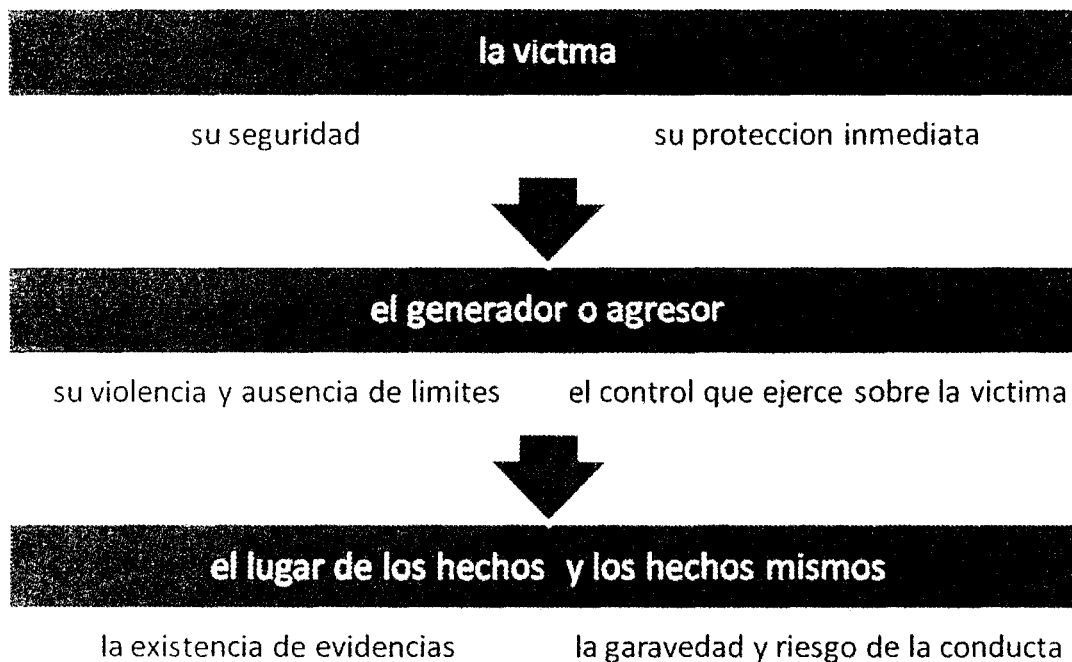 la victma
su seguridad su proteccion inmediata
el generador o agresor
su violencia y ausencia de limites el control que ejerce sobre la victima
el lugar de los hechos y los hechos mismos
la existencia de evidencias la garavedad y riesgo de la conducta